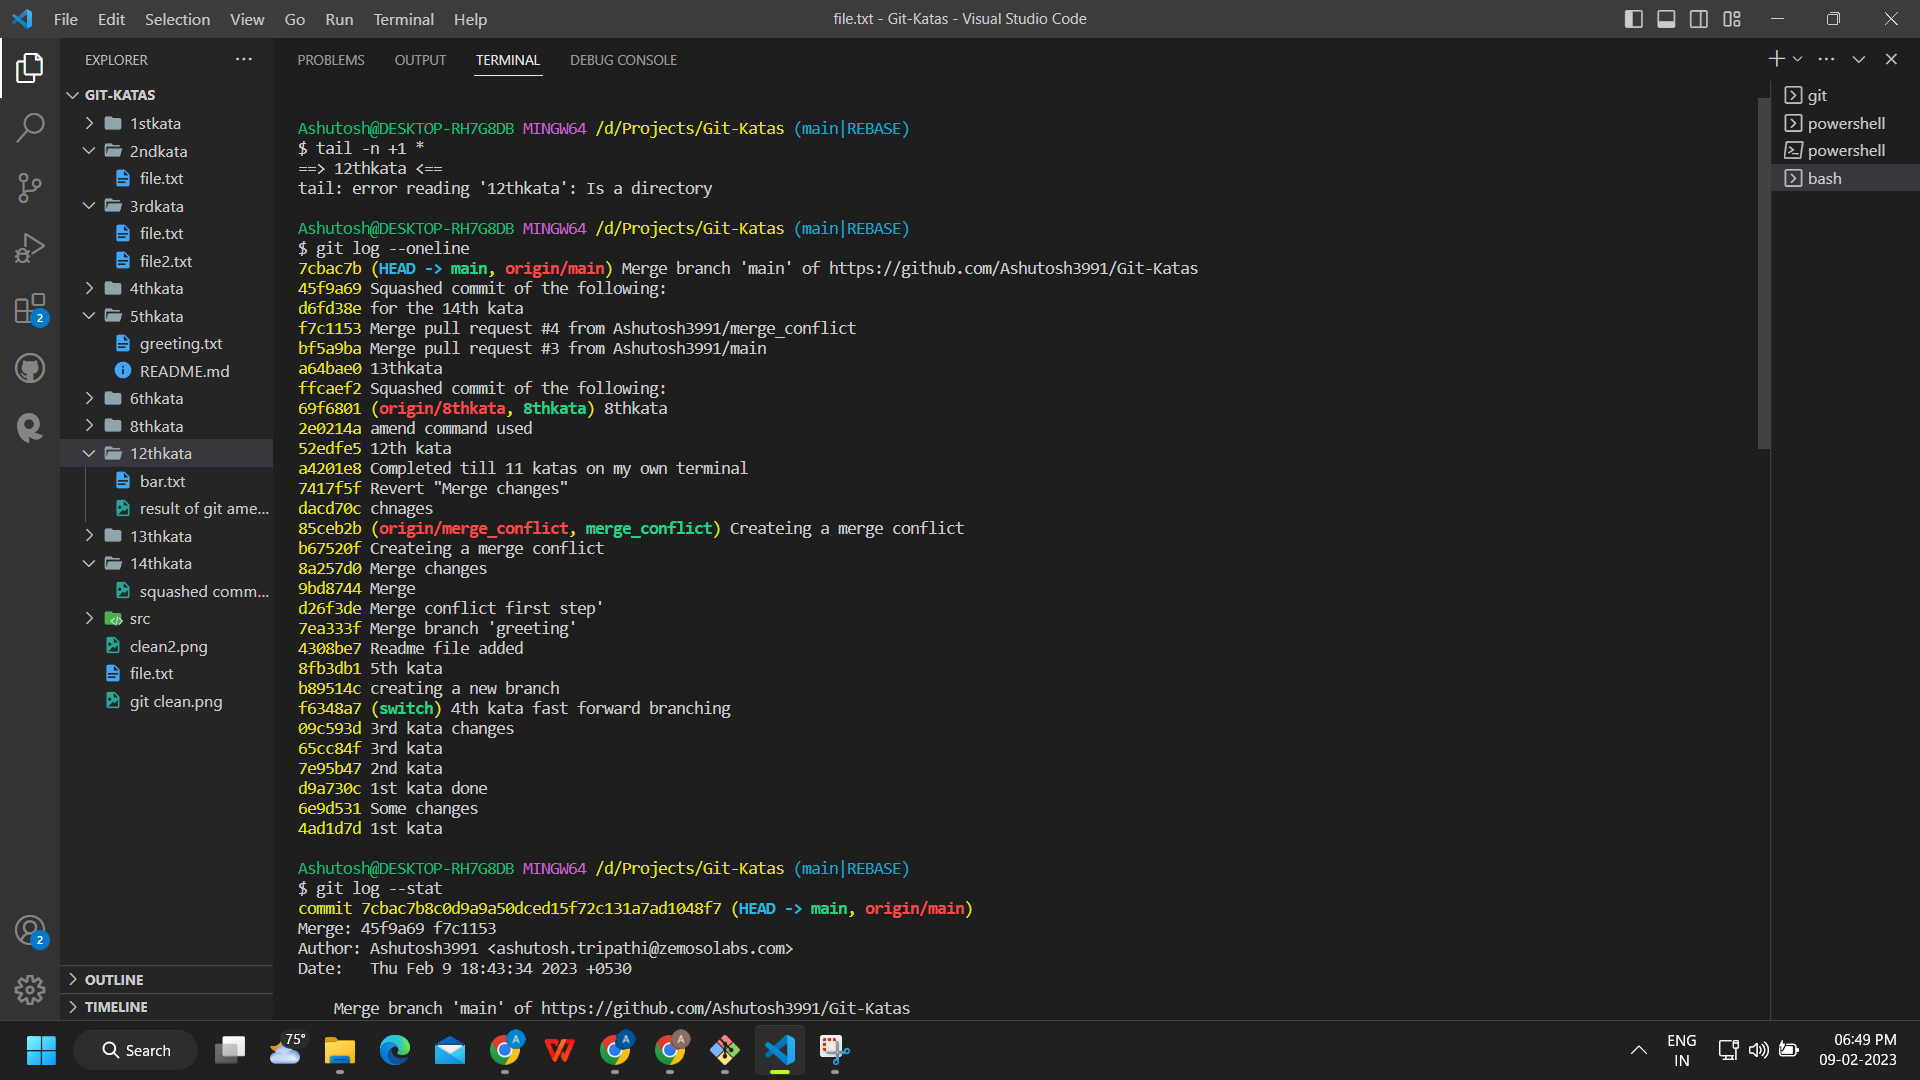 File Edit Selection View Go Run Terminal Help
file.txt - Git-Katas - Visual Studio Code
EXPLORER
GIT-KATAS
1stkata
2ndkata
file.txt
3rdkata
file.txt
file2.txt
4thkata
5thkata
greeting.txt
README.md
6thkata
8thkata
12thkata
bar.txt
result of git ame...
13thkata
14thkata
squashed comm...
src
clean2.png
file.txt
git clean.png
OUTLINE
TIMELINE
2
2
PROBLEMS OUTPUT TERMINAL DEBUG CONSOLE
Ashutosh@DESKTOP-RH7G8DB MINGW64 /d/Projects/Git-Katas (main|REBASE)
$ tail -n +1 *
==> 12thkata <==
tail: error reading '12thkata': Is a directory
Ashutosh@DESKTOP-RH7G8DB MINGW64 /d/Projects/Git-Katas (main|REBASE)
$ git log --oneline
7cbac7b (HEAD -> main, origin/main) Merge branch 'main' of https://github.com/Ashutosh3991/Git-Katas
45f9a69 Squashed commit of the following:
d6fd38e for the 14th kata
f7c1153 Merge pull request #4 from Ashutosh3991/merge_conflict
bf5a9ba Merge pull request #3 from Ashutosh3991/main
a64bae0 13thkata
ffcaef2 Squashed commit of the following:
69f6801 (origin/8thkata, 8thkata) 8thkata
2e0214a amend command used
52edfe5 12th kata
a4201e8 Completed till 11 katas on my own terminal
7417f5f Revert "Merge changes"
dacd70c chnages
85ceb2b (origin/merge_conflict, merge_conflict) Createing a merge conflict
b67520f Createing a merge conflict
8a257d0 Merge changes
9bd8744 Merge
d26f3de Merge conflict first step'
7ea333f Merge branch 'greeting'
4308be7 Readme file added
8fb3db1 5th kata
b89514c creating a new branch
f6348a7 (switch) 4th kata fast forward branching
09c593d 3rd kata changes
65cc84f 3rd kata
7e95b47 2nd kata
d9a730c 1st kata done
6e9d531 Some changes
4ad1d7d 1st kata
Ashutosh@DESKTOP-RH7G8DB MINGW64 /d/Projects/Git-Katas (main|REBASE)
$ git log --stat
commit 7cbac7b8c0d9a9a50dced15f72c131a7ad1048f7 (HEAD -> main, origin/main)
Merge: 45f9a69 f7c1153
Author: Ashutosh3991 <ashutosh.tripathi@zemosolabs.com>
Date: Thu Feb 9 18:43:34 2023 +0530
Merge branch 'main' of https://github.com/Ashutosh3991/Git-Katas
git
powershell
powershell
bash
Search
75°
A
A
A
ENG
IN
06:49 PM
09-02-2023